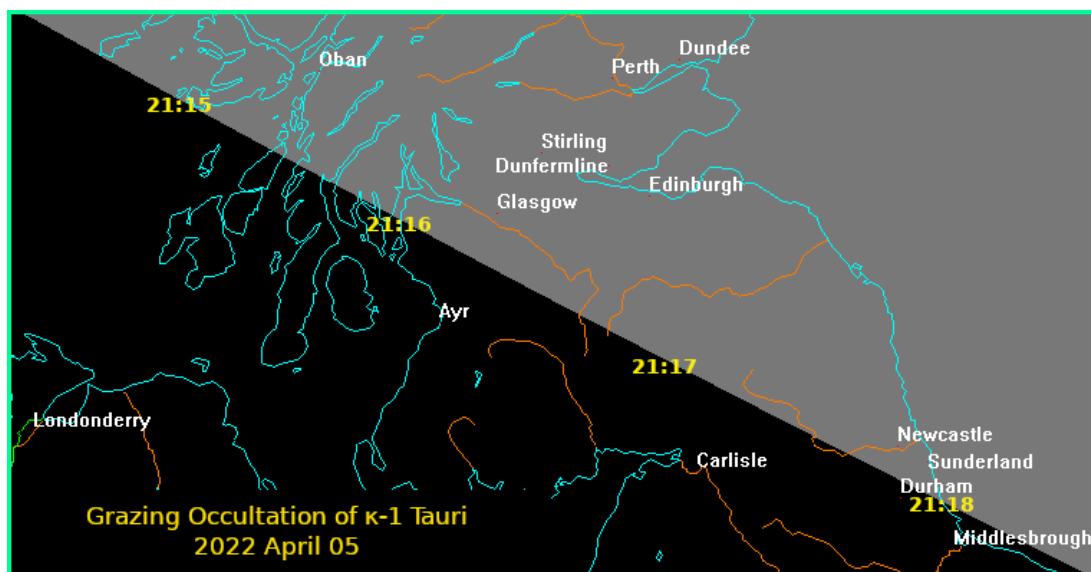 Dundee
Oban
Perth
21:15
Stirling
Dunfermline
Edinburgh
Glasgow
21:16
Ayr
21:17
Londonderry
Newcastle
Carlisle
Sunderland
Durham
21:18
Grazing Occultation of κ-1 Tauri
2022 April 05
Middlesbrough